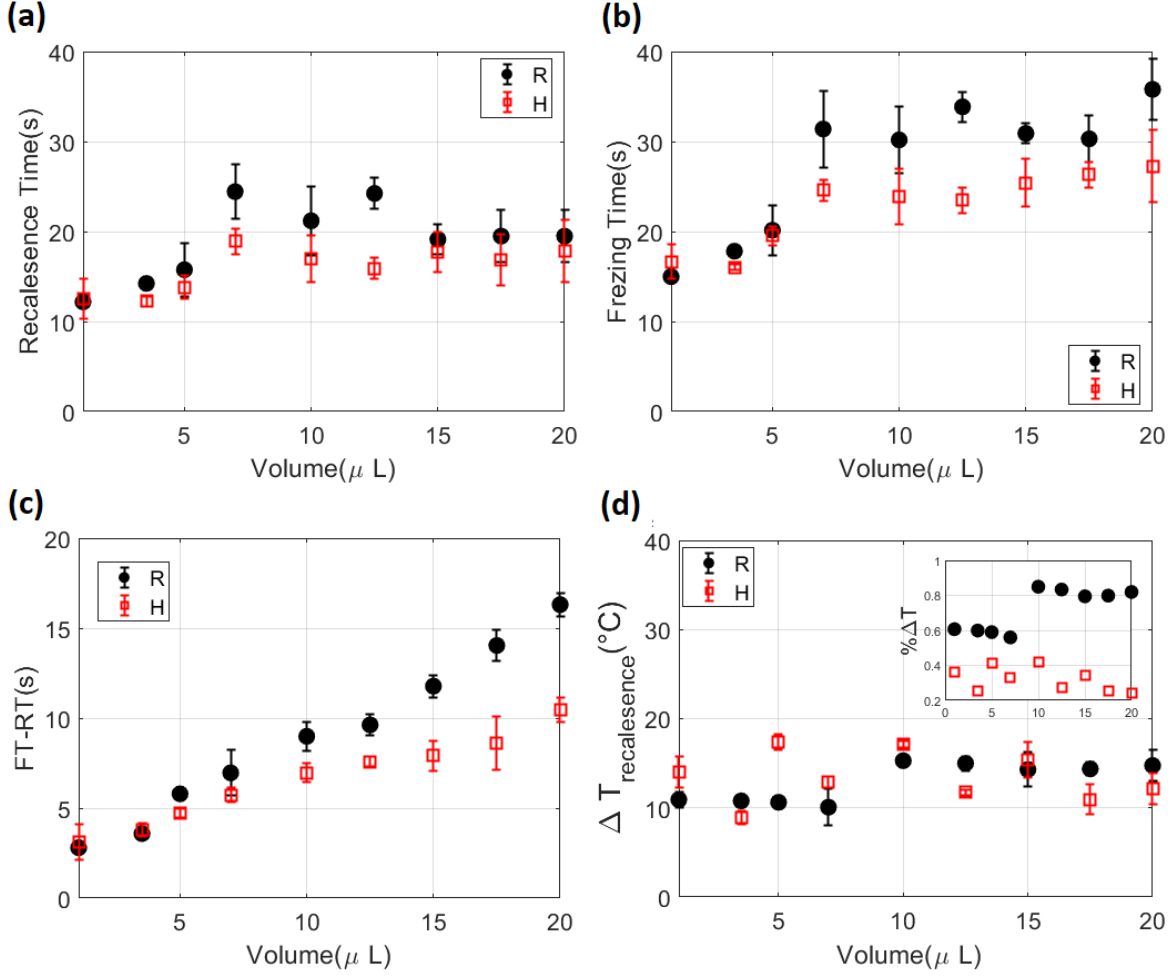 (a)
40
30
20
10
0
Recalesence Time(s)
R
H
5
10
15
20
Volume(μ L)
(b)
40
30
20
10
0
Frezing Time(s)
R
H
5
10
15
20
Volume(μ L)
(c)
20
15
10
5
0
FT-RT(s)
R
H
5
10
15
20
Volume(μ L)
(d)
40
30
20
10
0
Δ T recalesence (°C)
R
H
1
0.8
0.6
0.4
0.2
%ΔT
0
5
10
15
20
5
10
15
20
Volume(μ L)